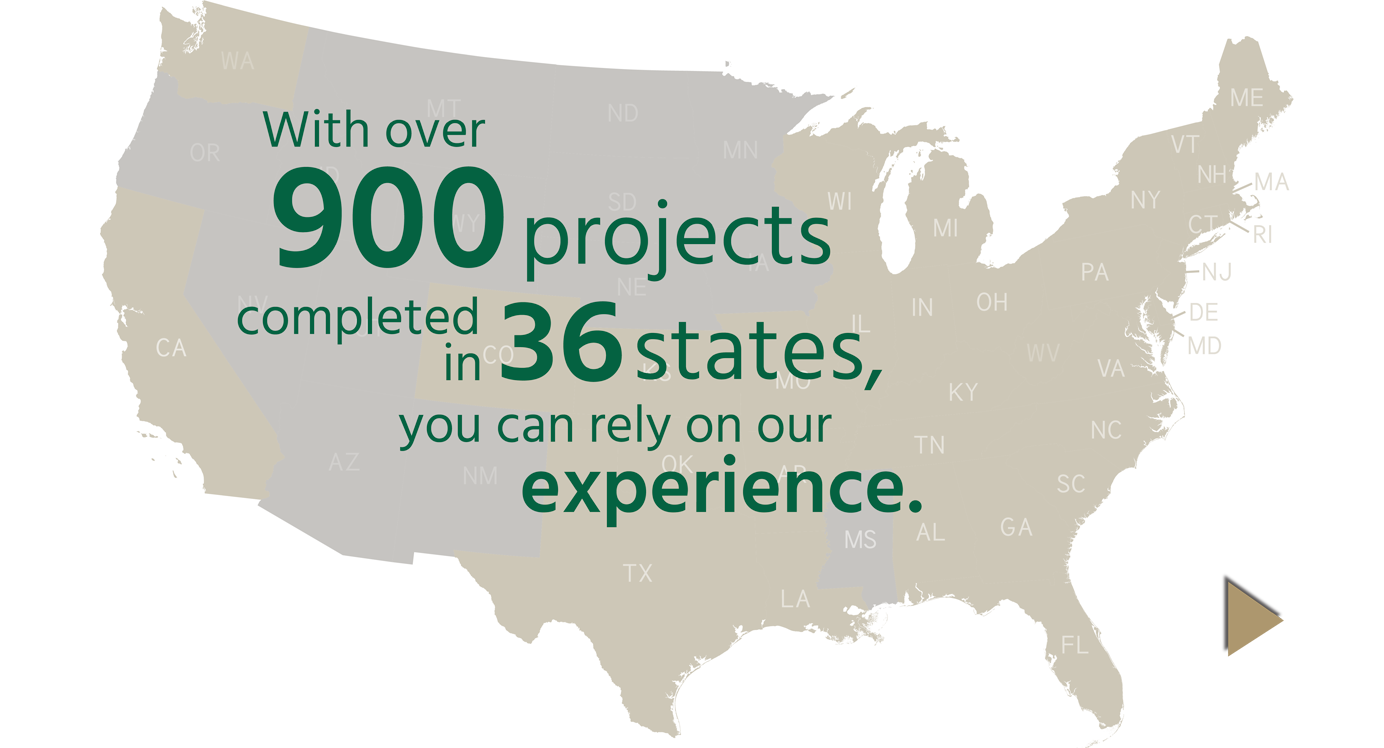 With over
900 projects
completed
in 36 states,
you can rely on our
experience.
WA
MT
ND
OR
MN
ME
VT
NH
MA
WI
SD
WY
NY
MI
CT
RI
IA
PA
NJ
NE
NV
IN
OH
DE
IL
CA
CO
KS
MO
WV
MD
VA
KY
NC
TN
AZ
NM
OK
AR
SC
MS
AL
GA
TX
LA
FL